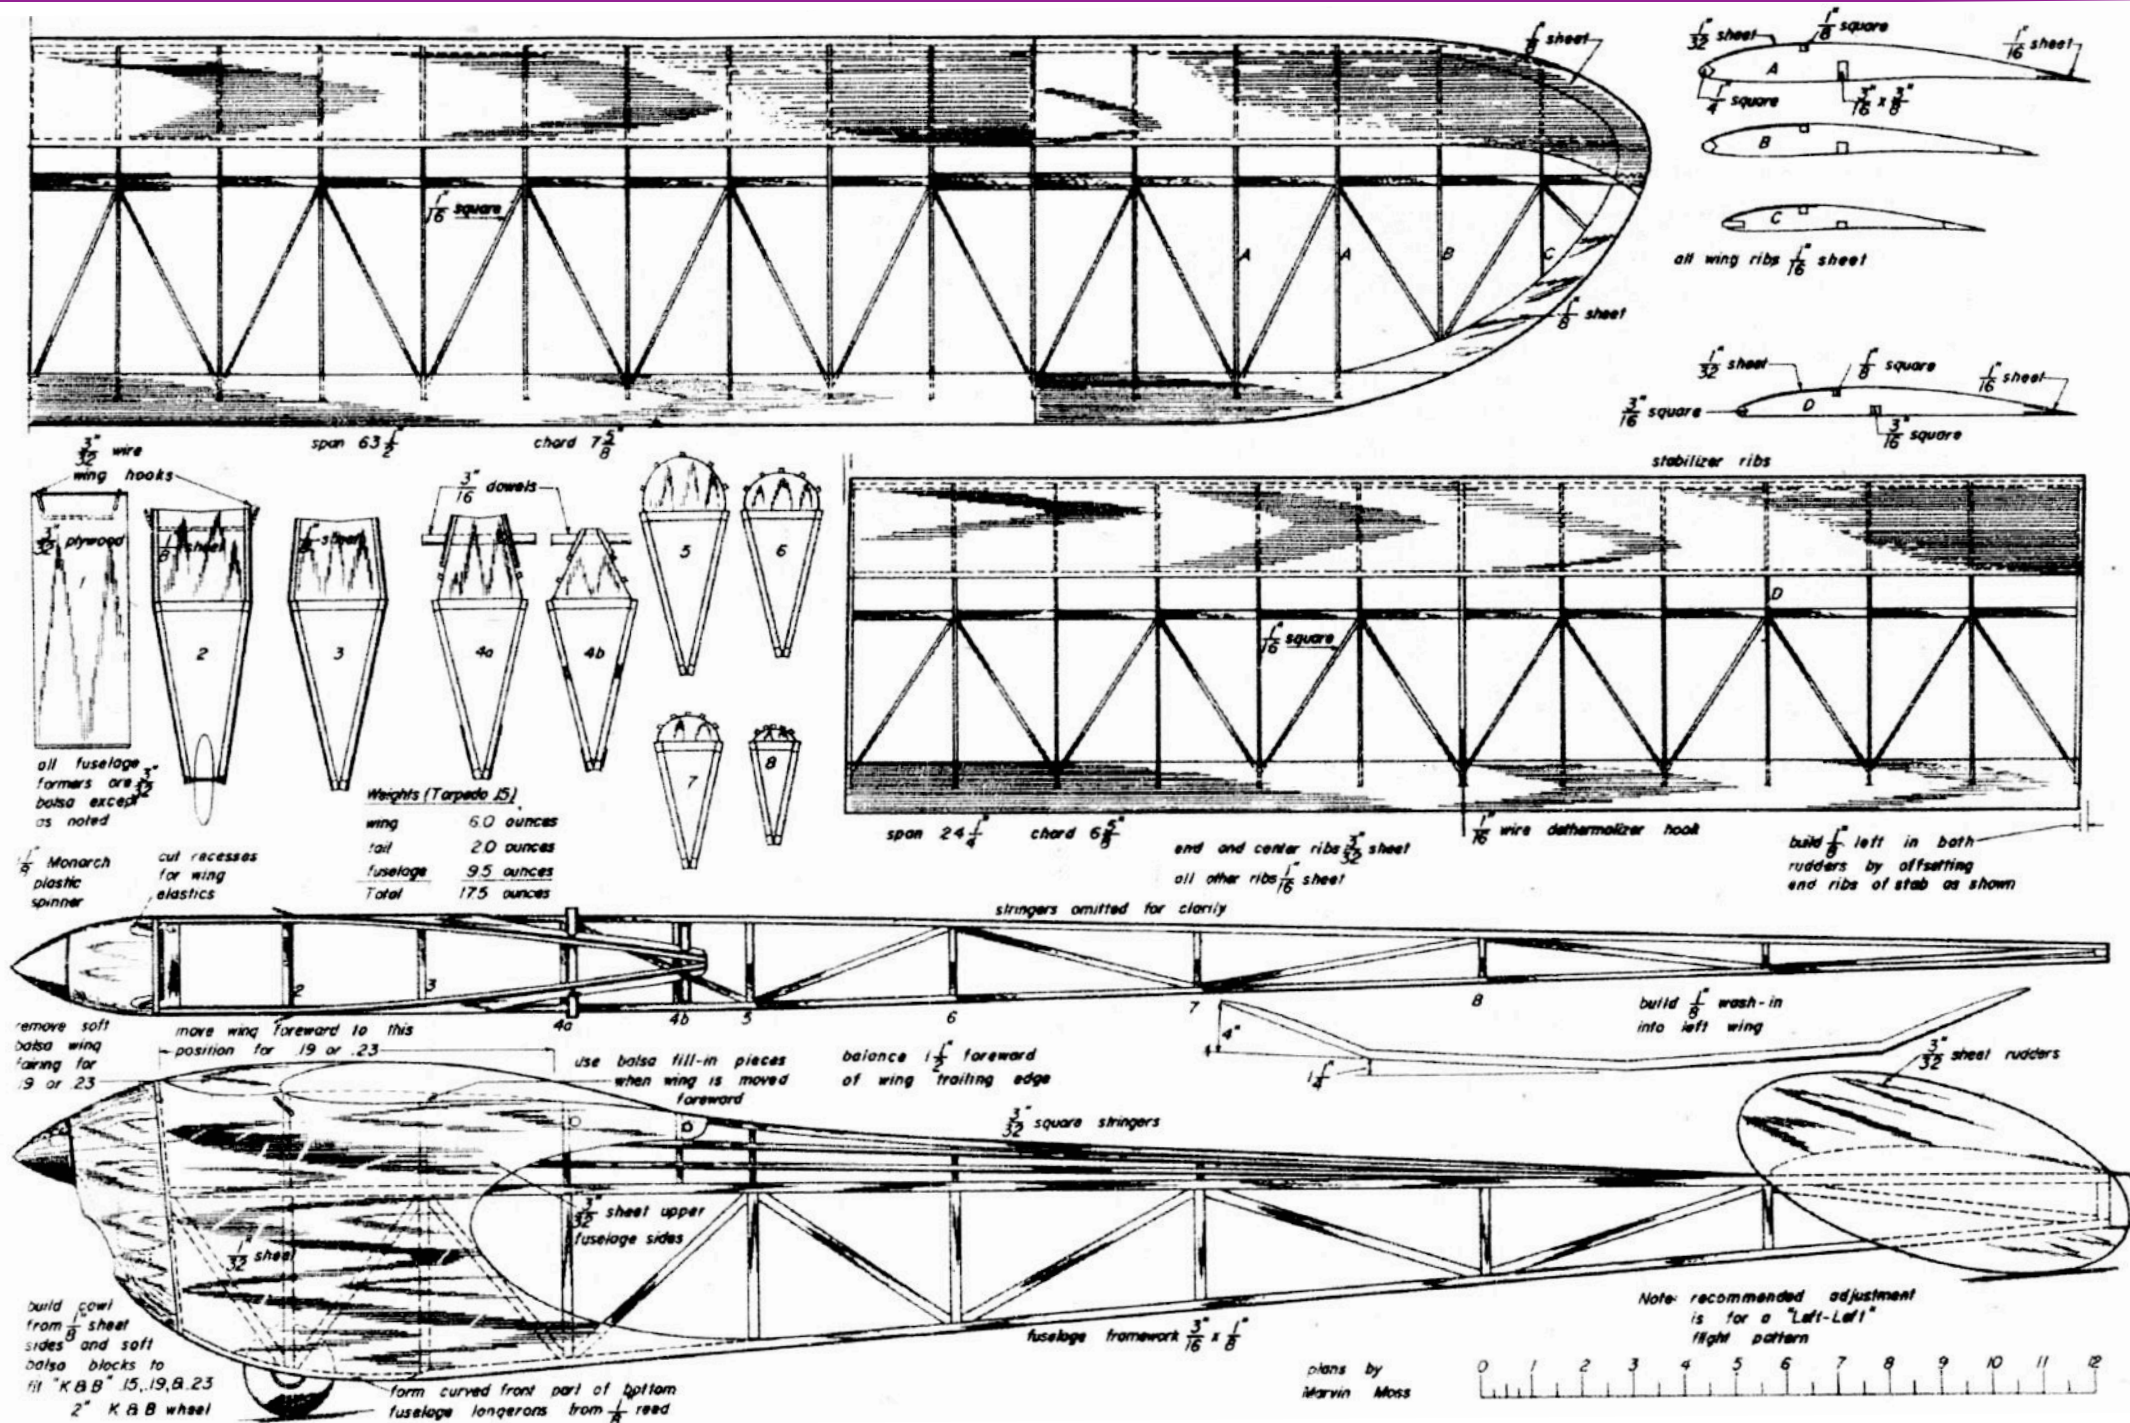 1/8" sheet
1/32" sheet
1/8" square
1/16" sheet
A
1/4" square
3/16" x 3/8"
B
C
all wing ribs 1/16" sheet
1/16" square
A
A
B
C
1/8" sheet
1/32" sheet
1/8" square
1/16" sheet
D
3/16" square
3/16" square
stabilizer ribs
span 63 1/2"
chord 7 5/8"
3/32" wire
wing hooks
3/32" plywood
1
1/8" sheet
2
1/8" sheet
3
3/16" dowels
4a
4b
5
6
7
8
all fuselage
formers are 3/32"
balsa except
as noted
Weights (Torpedo .15)
wing 6.0 ounces
tail 2.0 ounces
fuselage 9.5 ounces
Total 17.5 ounces
1/16" square
D
span 24 1/4"
chord 6 5/8"
1/16" wire dethermalizer hook
end and center ribs 3/32" sheet
all other ribs 1/16" sheet
build 1/8" left in both
rudders by offsetting
end ribs of stab as shown
Monarch
plastic
spinner
cut recesses
for wing
elastics
stringers omitted for clarity
2
3
4a
4b
5
6
7
8
remove soft
balsa wing
fairing for
.19 or .23
move wing foreward to this
position for .19 or .23
use balsa fill-in pieces
when wing is moved
foreward
balance 1 1/2" foreward
of wing trailing edge
4"
1 1/4"
build 1/8" wash-in
into left wing
3/32" sheet rudders
3/32" square stringers
3/32" sheet upper
fuselage sides
1/32" sheet
build cowl
from 1/8" sheet
sides and soft
balsa blocks to
fit "K & B" .15,.19,&.23
2" K & B wheel
form curved front part of bottom
fuselage longerons from 1/8" reed
fuselage framework 3/16" x 1/8"
Note: recommended adjustment
is for a "Left-Left"
flight pattern
plans by
Marvin Moss
0 1 2 3 4 5 6 7 8 9 10 11 12